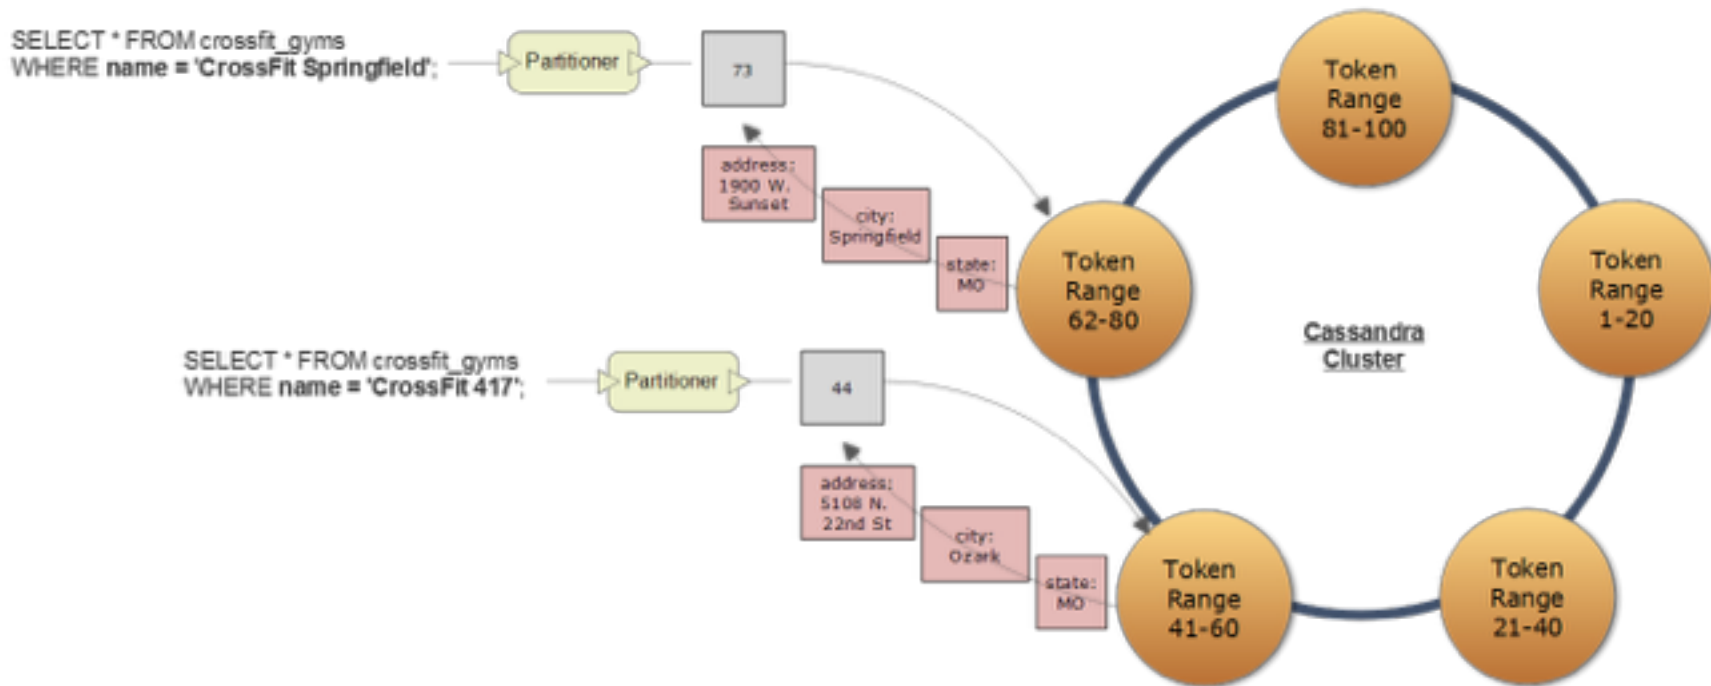 SELECT * FROM crossfit_gyms
WHERE name = 'CrossFit Springfield';
Partitioner
73
address:
1900 W.
Sunset
city:
Springfield
state:
MO
Token
Range
81-100
Token
Range
62-80
Token
Range
1-20
Cassandra
Cluster
SELECT * FROM crossfit_gyms
WHERE name = 'CrossFit 417';
Partitioner
44
address:
5108 N.
22nd St
city:
Ozark
state:
MO
Token
Range
41-60
Token
Range
21-40